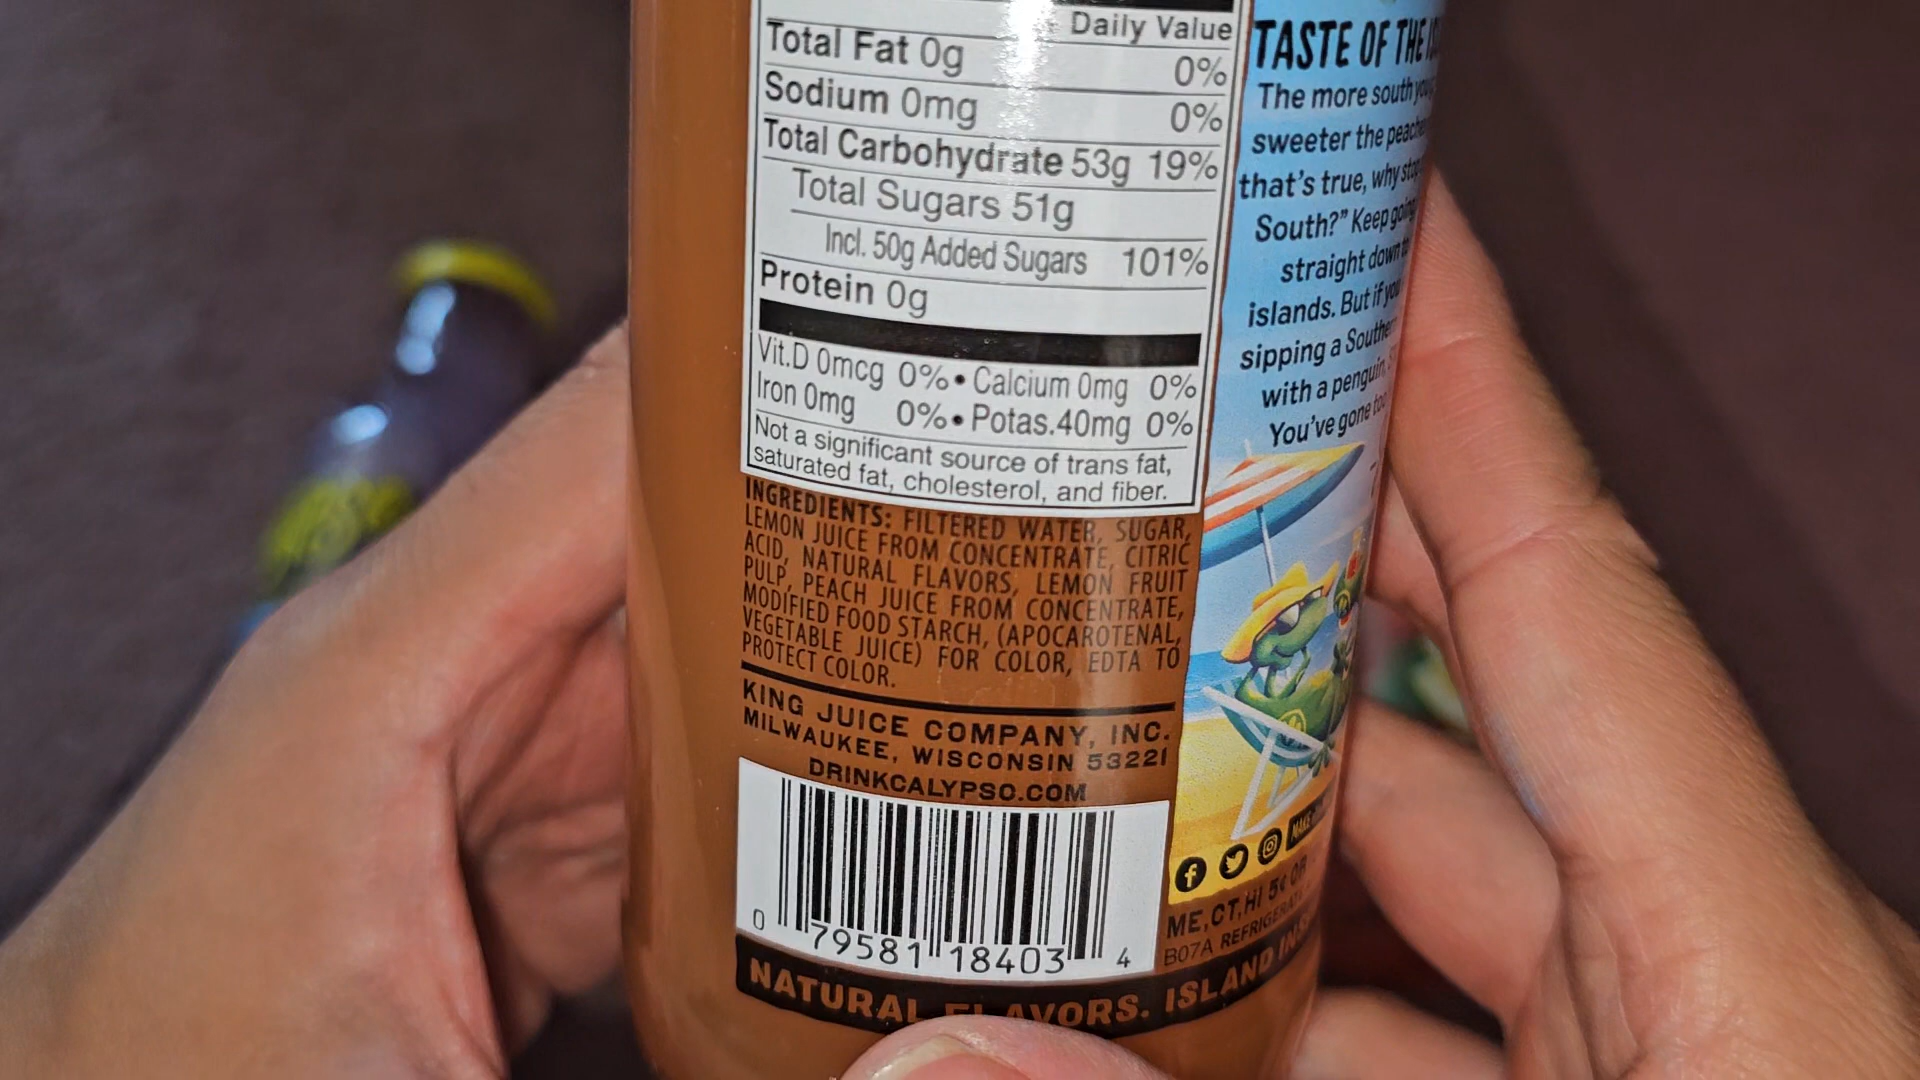 Daily Value
Total Fat 0g 0%
Sodium 0mg 0%
Total Carbohydrate 53g 19%
Total Sugars 51g
Incl. 50g Added Sugars 101%
Protein 0g
Vit.D 0mcg 0% • Calcium 0mg 0%
Iron 0mg 0% • Potas.40mg 0%
Not a significant source of trans fat,
saturated fat, cholesterol, and fiber.
INGREDIENTS: FILTERED WATER, SUGAR,
LEMON JUICE FROM CONCENTRATE, CITRIC
ACID, NATURAL FLAVORS, LEMON FRUIT
PULP, PEACH JUICE FROM CONCENTRATE,
MODIFIED FOOD STARCH, (APOCAROTENAL,
VEGETABLE JUICE) FOR COLOR, EDTA TO
PROTECT COLOR.
KING JUICE COMPANY, INC.
MILWAUKEE, WISCONSIN 53221
DRINKCALYPSO.COM
0 79581 18403 4
NATURAL FLAVORS. ISLAND
TASTE OF THE
The more south
sweeter the
that's true, why
South?" Keep
straight down
islands. But if
sipping a
with a penguin,
You've gone
MAKE
ME,CT,HI 5¢ OR
B07A